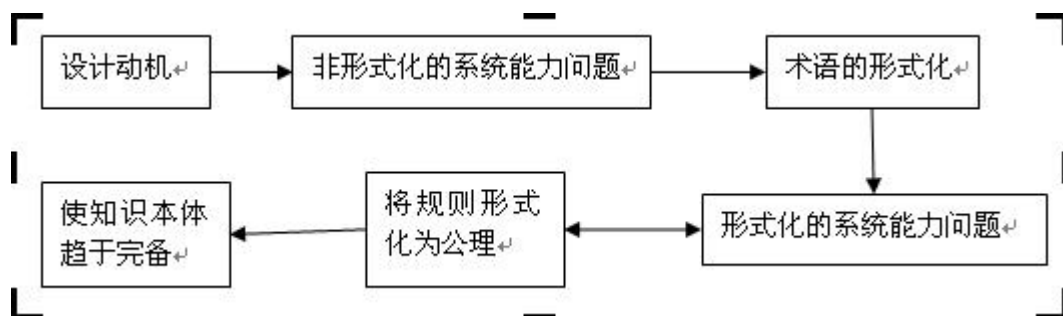 设计动机
非形式化的系统能力问题
术语的形式化
使知识本体
趋于完备
将规则形式
化为公理
形式化的系统能力问题